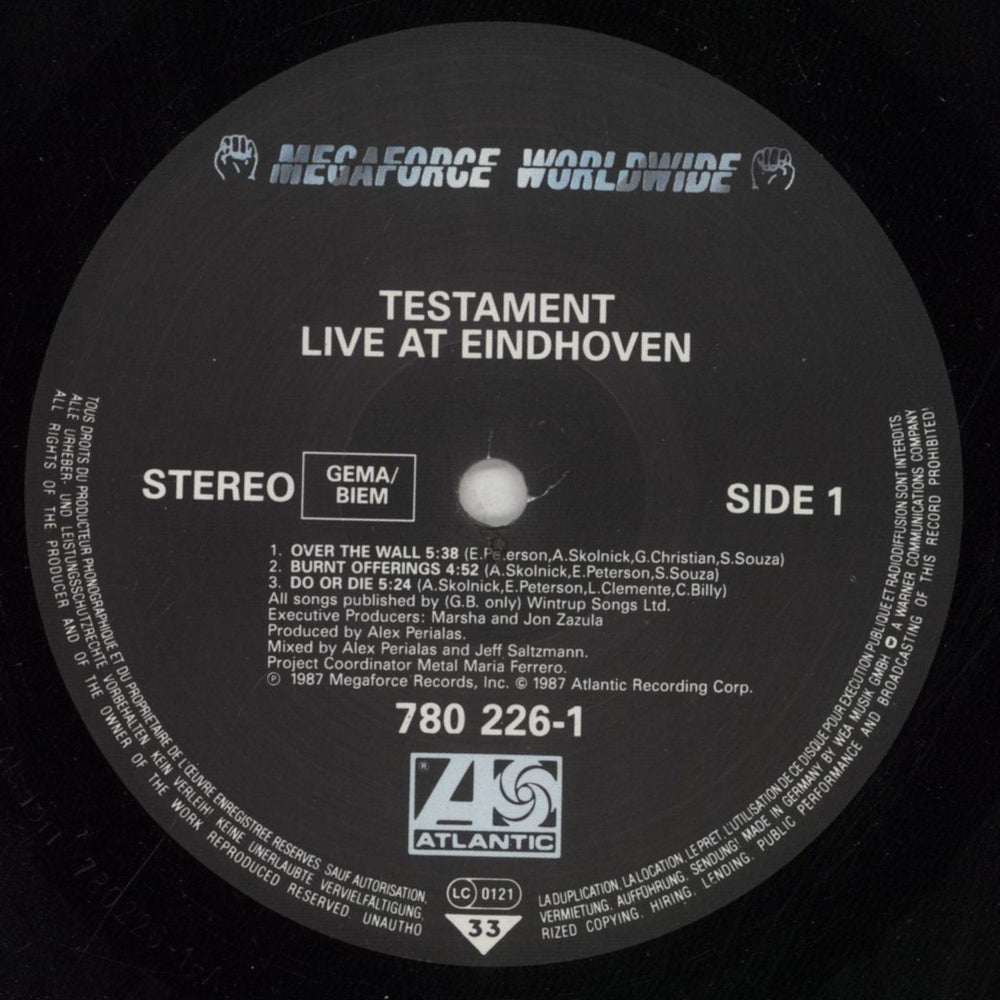 MEGAFORCE WORLDWIDE
TESTAMENT
LIVE AT EINDHOVEN
STEREO
GEMA/
BIEM
SIDE 1
1. OVER THE WALL 5:38 (E.Peterson,A.Skolnick,G.Christian,S.Souza)
2. BURNT OFFERINGS 4:52 (A.Skolnick,E.Peterson,S.Souza)
3. DO OR DIE 5:24 (A.Skolnick,E.Peterson,L.Clemente,C.Billy)
All songs published by (G.B. only) Wintrup Songs Ltd.
Executive Producers: Marsha and Jon Zazula
Produced by Alex Perialas.
Mixed by Alex Perialas and Jeff Saltzmann.
Project Coordinator Metal Maria Ferrero.
℗ 1987 Megaforce Records, Inc. © 1987 Atlantic Recording Corp.
780 226-1
®
ATLANTIC
LC 0121
33
TOUS DROITS DU PRODUCTEUR PHONOGRAPHIQUE ET DU PROPRIETAIRE DE L'ŒUVRE ENREGISTREE RESERVES SAUF AUTORISATION,
LA DUPLICATION, LA LOCATION, LE PRET, L'UTILISATION DE CE DISQUE POUR EXECUTION PUBLIQUE ET RADIODIFFUSION SONT INTERDITS.
ALLE URHEBER- UND LEISTUNGSSCHUTZRECHTE VORBEHALTEN. KEIN VERLEIH! KEINE UNERLAUBTE VERVIELFÄLTIGUNG,
VERMIETUNG, AUFFÜHRUNG, SENDUNG! MADE IN GERMANY BY WEA MUSIK GMBH A WARNER COMMUNICATIONS COMPANY
ALL RIGHTS OF THE PRODUCER AND OF THE OWNER OF THE WORK REPRODUCED RESERVED UNAUTHO
RIZED COPYING, HIRING, LENDING, PUBLIC PERFORMANCE AND BROADCASTING OF THIS RECORD PROHIBITED!